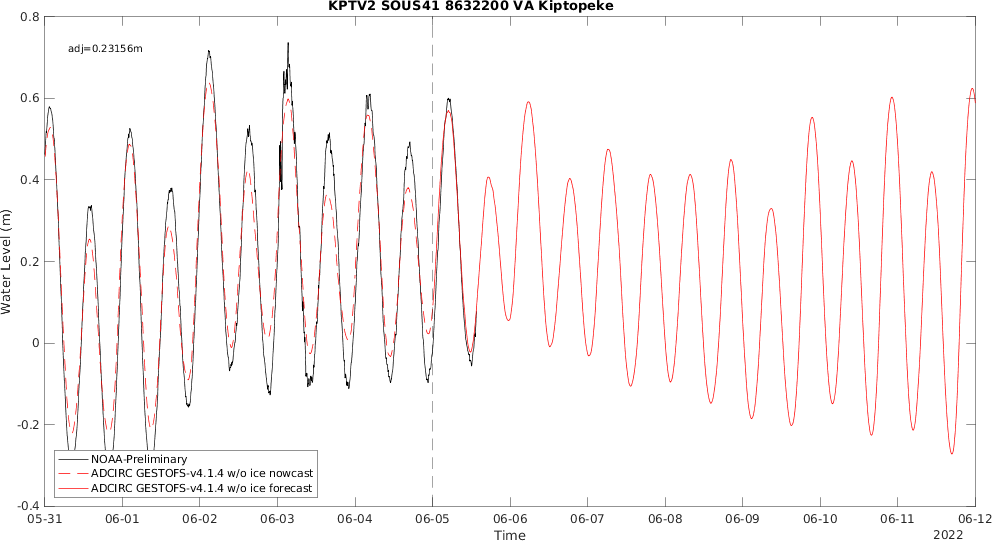 KPTV2 SOUS41 8632200 VA Kiptopeke
adj=0.23156m
Water Level (m)
0.8
0.6
0.4
0.2
0
-0.2
-0.4
NOAA-Preliminary
ADCIRC GESTOFS-v4.1.4 w/o ice nowcast
ADCIRC GESTOFS-v4.1.4 w/o ice forecast
05-31 06-01 06-02 06-03 06-04 06-05 06-06 06-07 06-08 06-09 06-10 06-11 06-12
Time
2022